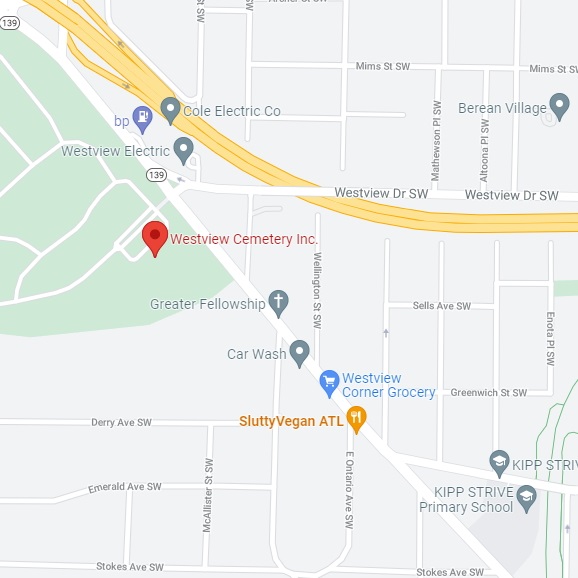 139
Mims St SW
Mims St SW
Cole Electric Co
bp
Berean Village
Mathewson Pl SW
Altoona Pl SW
Westview Electric
139
Westview Dr SW
Westview Dr SW
Westview Cemetery Inc.
Wellington St SW
Greater Fellowship
Sells Ave SW
Enota Pl SW
Car Wash
Westview
Corner Grocery
Greenwich St SW
SluttyVegan ATL
Derry Ave SW
E Ontario Ave SW
McAllister St SW
KIPP STRIV
KIPP STRIVE
Primary School
Emerald Ave SW
Stokes Ave SW
Stokes Ave SW